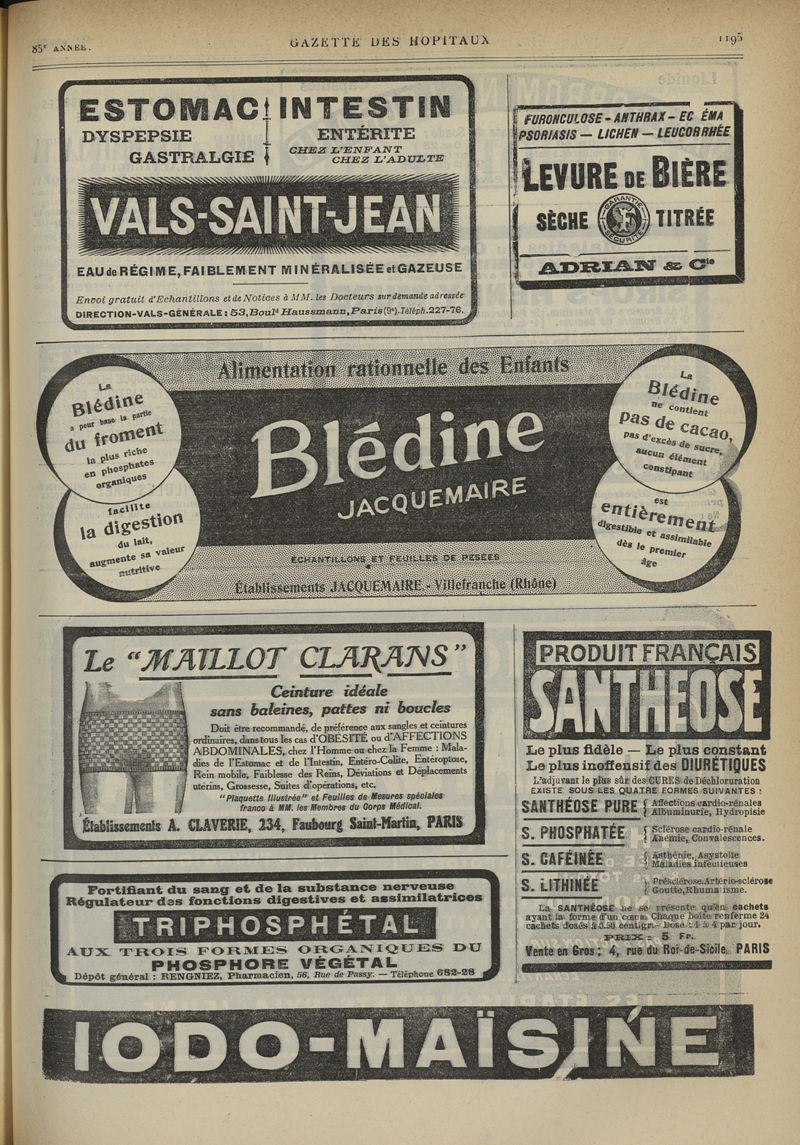 85e ANNÉE.
GAZETTE DES HOPITAUX
1195
ESTOMAC INTESTIN
DYSPEPSIE
GASTRALGIE
ENTÉRITE
CHEZ L'ENFANT
CHEZ L'ADULTE
VALS-SAINT-JEAN
EAU de RÉGIME, FAIBLEMENT MINÉRALISÉE et GAZEUSE
Envoi gratuit d'Echantillons et de Notices à MM. les Docteurs sur demande adressée
DIRECTION-VALS-GÉNÉRALE: 53, Boult Haussmann, Paris (9e). Téléph. 227-76.
FURONCULOSE - ANTHRAX - EC ÉMA
PSORIASIS — LICHEN — LEUCORRHÉE
LEVURE DE BIÈRE
SÈCHE
GARANTIE
SÉCURITÉ
TITRÉE
ADRIAN & Cie
Alimentation rationnelle des Enfants
La
Blédine
a pour base la partie
du froment
la plus riche
en phosphates
organiques
facilite
la digestion
du lait,
augmente sa valeur
nutritive
Blédine
JACQUEMAIRE
La
Blédine
ne contient
pas de cacao,
pas d'excès de sucre,
aucun élément
constipant
est
entièrement
digestible et assimilable
dès le premier
âge
ÉCHANTILLONS ET FEUILLES DE PESÉES
Établissements JACQUEMAIRE - Villefranche (Rhône)
Le "MAILLOT CLARANS"
Ceinture idéale
sans baleines, pattes ni boucles
Doit être recommandé, de préférence aux sangles et ceintures
ordinaires, dans tous les cas d'OBÉSITÉ ou d'AFFECTIONS
ABDOMINALES, chez l'Homme ou chez la Femme : Mala-
dies de l'Estomac et de l'Intestin, Entéro-Colite, Entéroptose,
Rein mobile, Faiblesse des Reins, Déviations et Déplacements
utérins, Grossesse, Suites d'opérations, etc.
"Plaquette Illustrée" et Feuilles de Mesures spéciales
franco à MM. les Membres du Corps Médical.
Établissements A. CLAVERIE, 234, Faubourg Saint-Martin, PARIS
PRODUIT FRANÇAIS
SANTHEOSE
Le plus fidèle — Le plus constant
Le plus inoffensif des DIURÉTIQUES
L'adjuvant le plus sûr des CURES de Déchloruration
EXISTE SOUS LES QUATRE FORMES SUIVANTES :
SANTHÉOSE PURE { Affections cardio-rénales
Albuminurie, Hydropisie
S. PHOSPHATÉE { Sclérose cardio-rénale
Anémie, Convalescences.
S. CAFÉINÉE { Asthénie, Asystolie
Maladies infectieuses
S. LITHINÉE { Présclérose, Artério-sclérose
Goutte, Rhumatisme.
La SANTHÉOSE ne se présente qu'en cachets
ayant la forme d'un cœur. Chaque boîte renferme 24
cachets dosés à 0.50 centigr. Dose : 1 à 4 par jour.
PRIX : 5 Fr.
Vente en Gros : 4, rue du Roi-de-Sicile, PARIS
Fortifiant du sang et de la substance nerveuse
Régulateur des fonctions digestives et assimilatrices
TRIPHOSPHÉTAL
AUX TROIS FORMES ORGANIQUES DU
PHOSPHORE VÉGÉTAL
Dépôt général : RENGNIEZ, Pharmacien, 56, Rue de Passy. — Téléphone 682-28
IODO-MAÏSINE